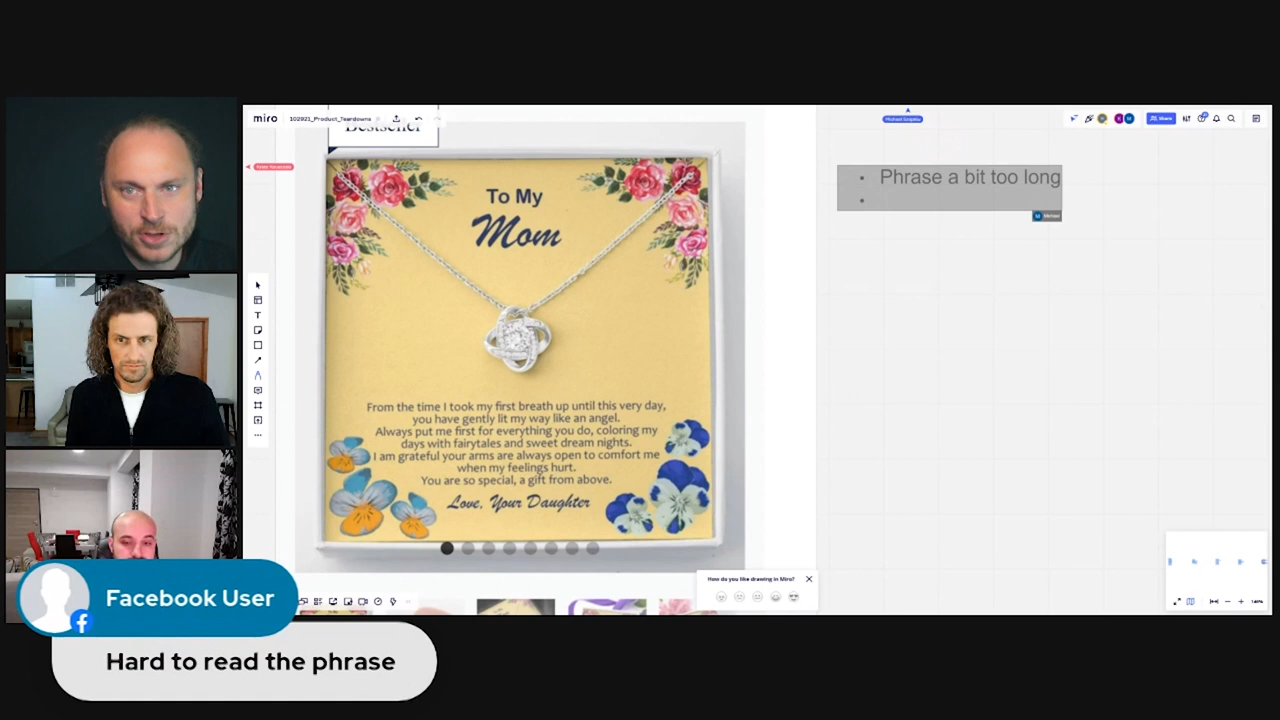 miro
102921_Product_Teardowns
Share
Bestseller
To My
Mom
From the time I took my first breath up until this very day,
you have gently lit my way like an angel.
Always put me first for everything you do, coloring my
days with fairytales and sweet dream nights.
I am grateful your arms are always open to comfort me
when my feelings hurt.
You are so special, a gift from above.
Love, Your Daughter
• Phrase a bit too long
•
M Michael
How do you like drawing in Miro?
Facebook User
Hard to read the phrase